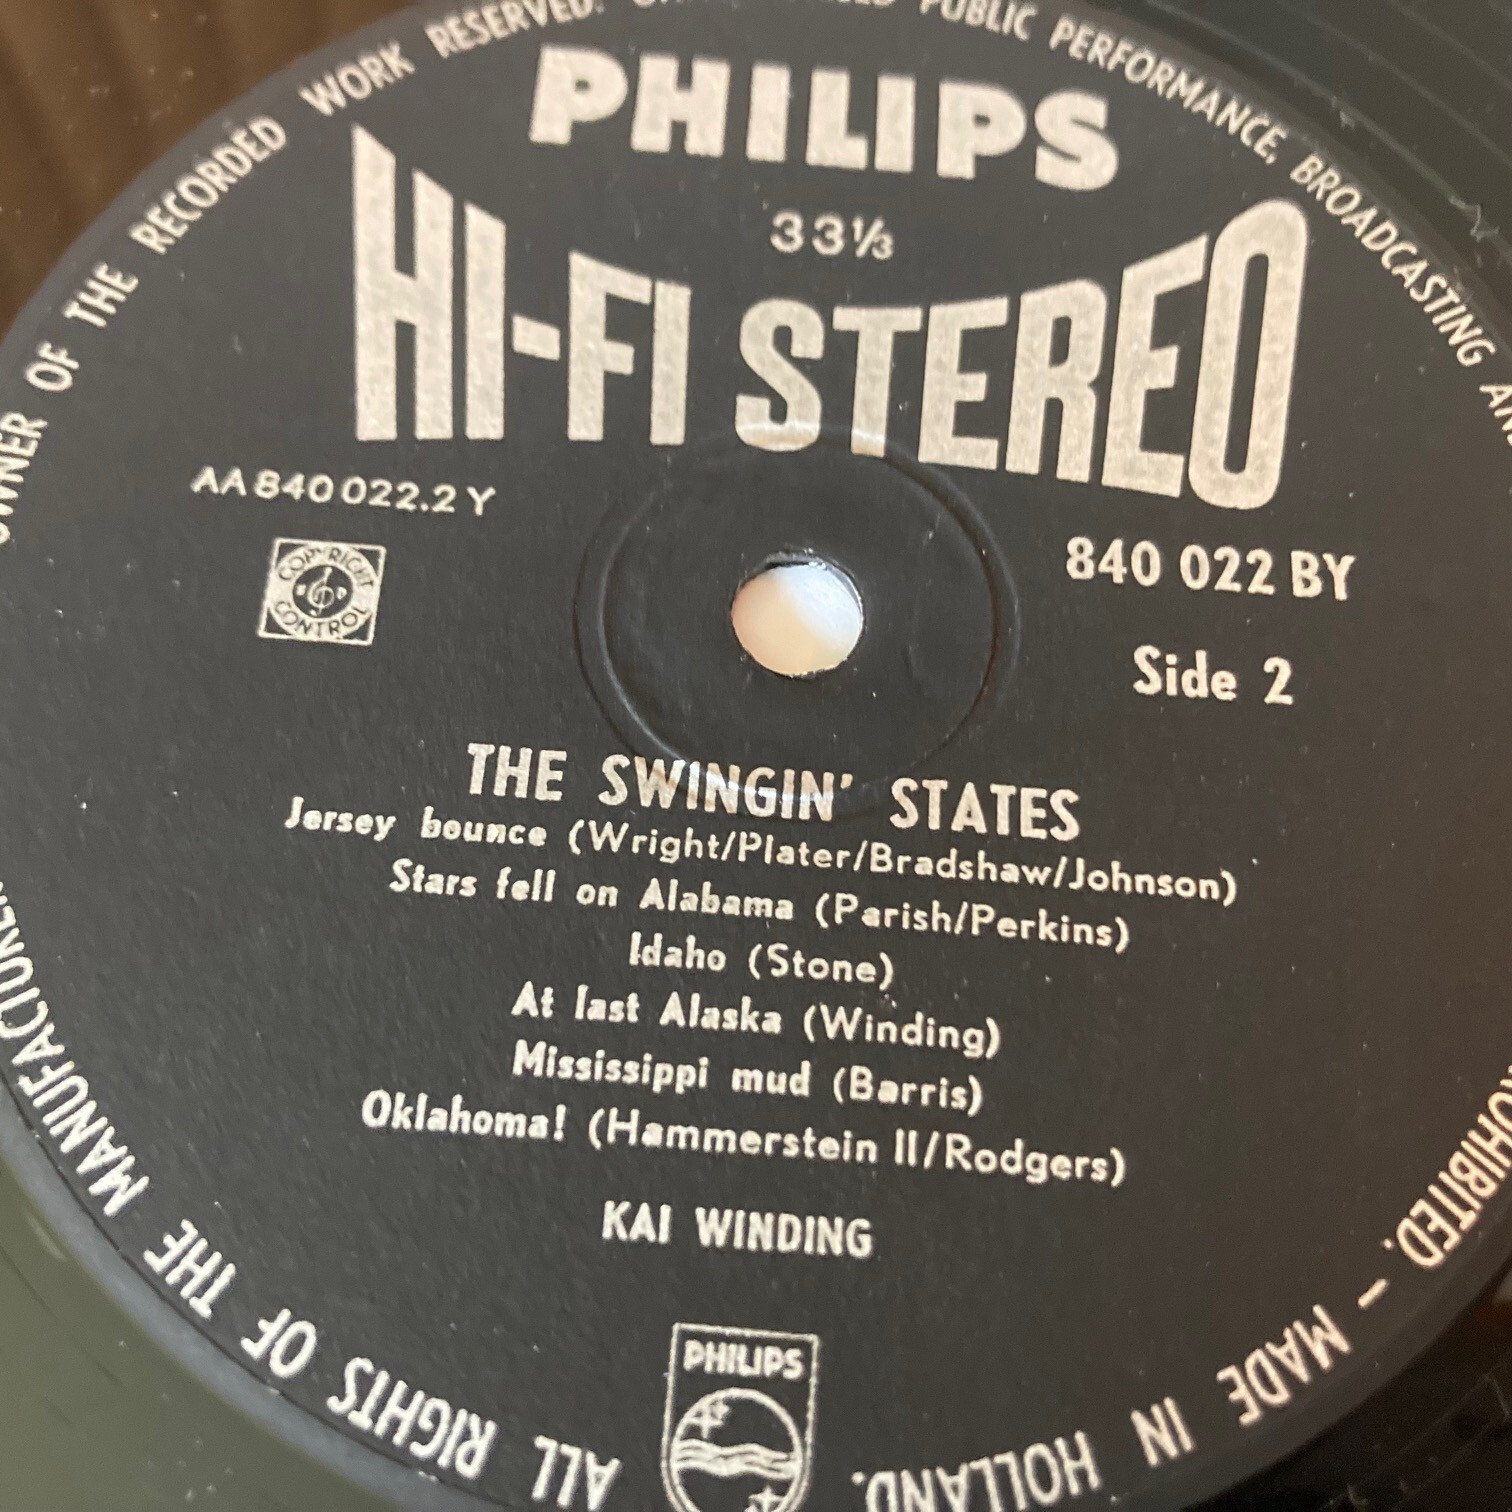 PHILIPS
33⅓
HI-FI STEREO
AA 840 022.2 Y
COPYRIGHT
CONTROL
840 022 BY
Side 2
THE SWINGIN' STATES
Jersey bounce (Wright/Plater/Bradshaw/Johnson)
Stars fell on Alabama (Parish/Perkins)
Idaho (Stone)
At last Alaska (Winding)
Mississippi mud (Barris)
Oklahoma! (Hammerstein II/Rodgers)
KAI WINDING
PHILIPS
ALL RIGHTS OF THE MANUFACTURER
OWNER OF THE RECORDED WORK RESERVED.
PUBLIC PERFORMANCE, BROADCASTING
- MADE IN HOLLAND.